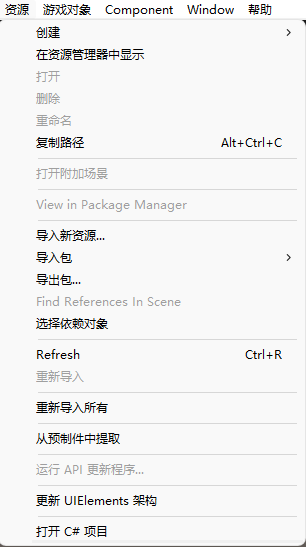 资源 游戏对象 Component Window 帮助
创建
在资源管理器中显示
打开
删除
重命名
复制路径 Alt+Ctrl+C
打开附加场景
View in Package Manager
导入新资源...
导入包
导出包...
Find References In Scene
选择依赖对象
Refresh Ctrl+R
重新导入
重新导入所有
从预制件中提取
运行 API 更新程序...
更新 UIElements 架构
打开 C# 项目